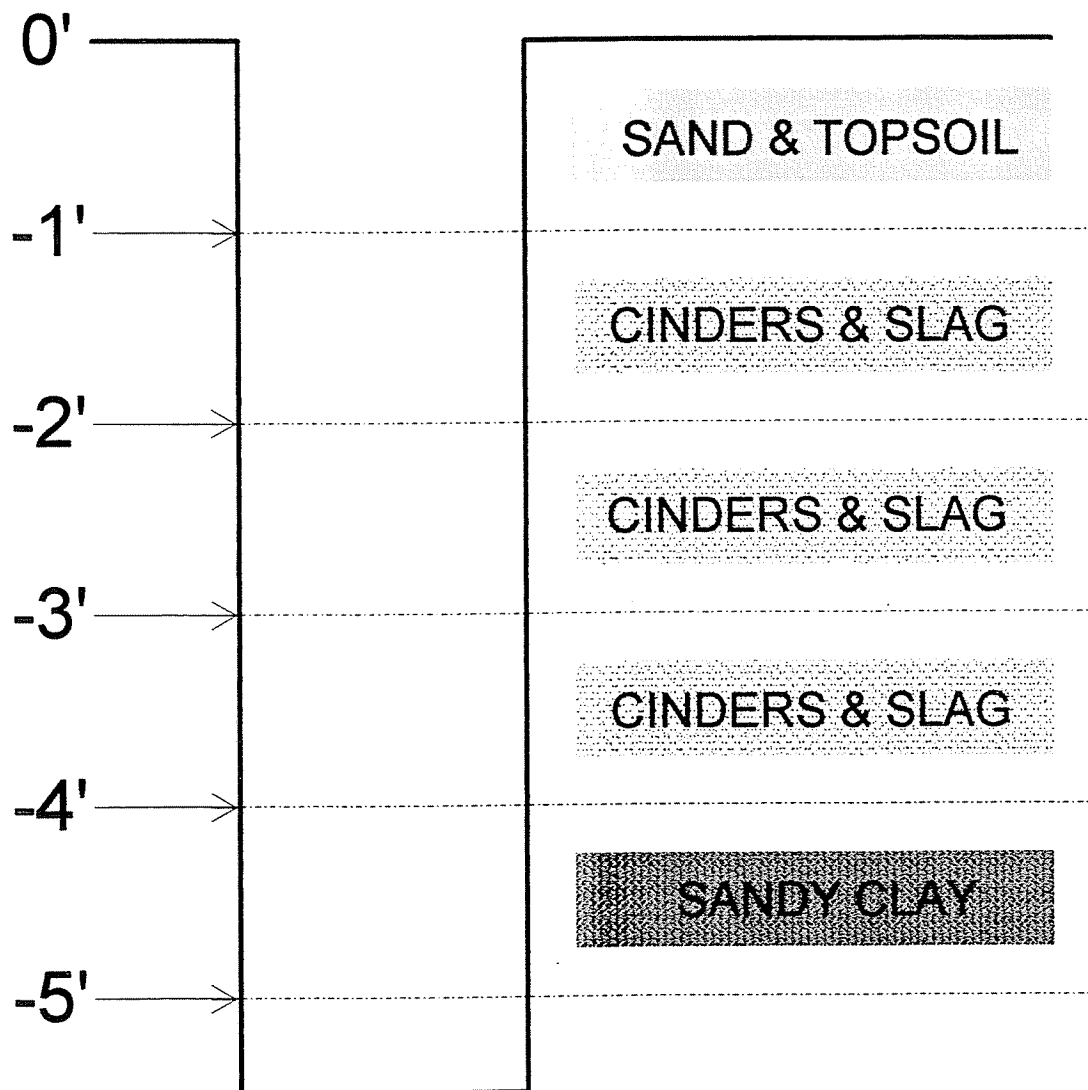 0'
SAND & TOPSOIL
-1'
CINDERS & SLAG
-2'
CINDERS & SLAG
-3'
CINDERS & SLAG
-4'
SANDY CLAY
-5'